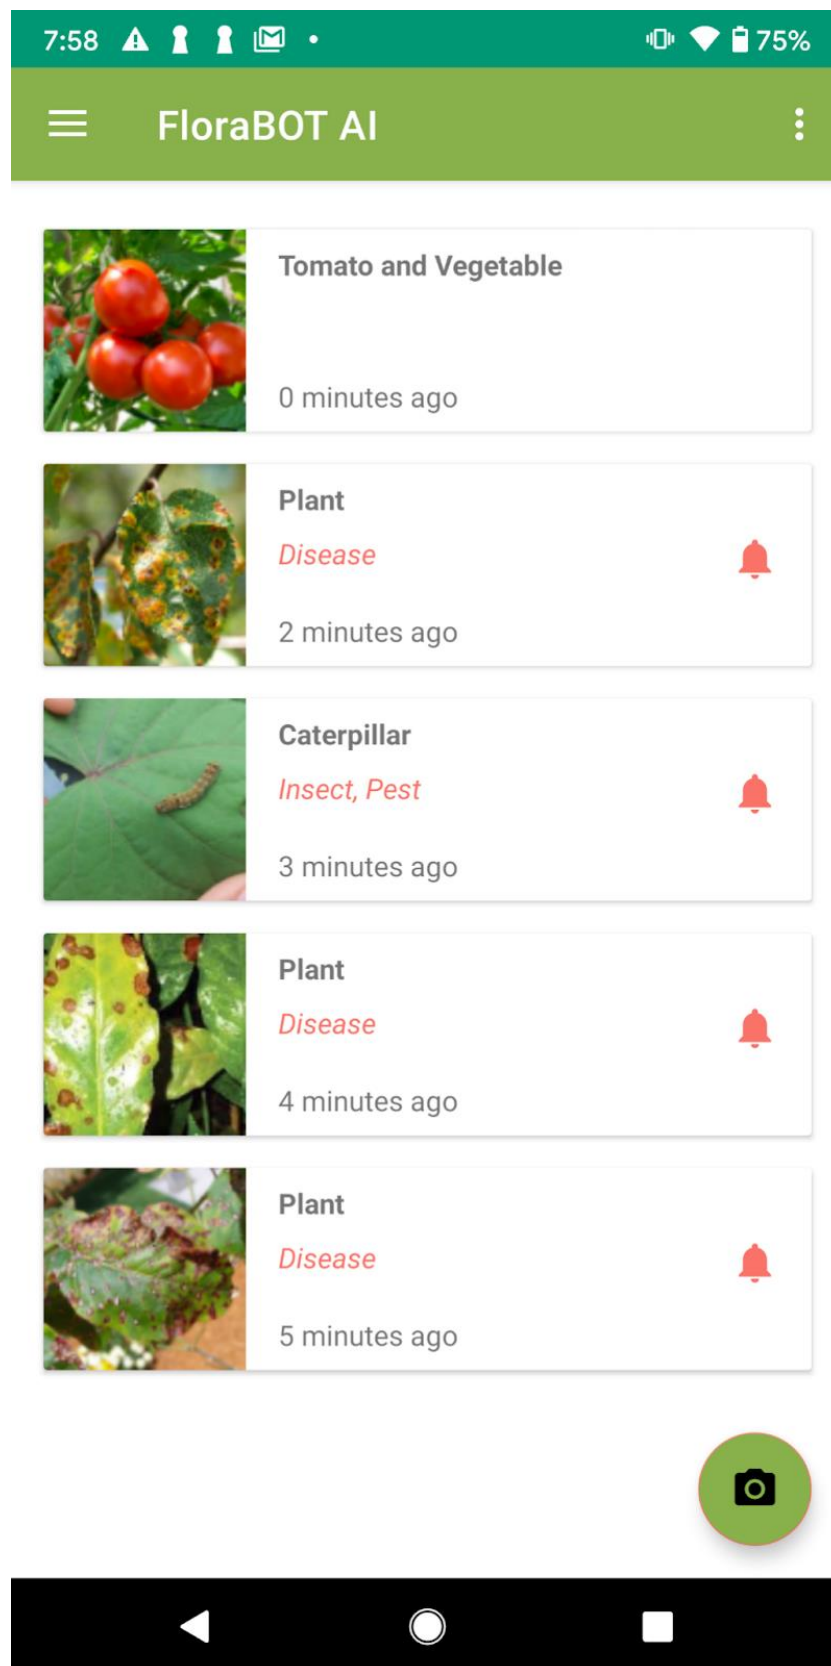 7:58 75%
FloraBOT AI
Tomato and Vegetable
0 minutes ago
Plant
Disease
2 minutes ago
Caterpillar
Insect, Pest
3 minutes ago
Plant
Disease
4 minutes ago
Plant
Disease
5 minutes ago